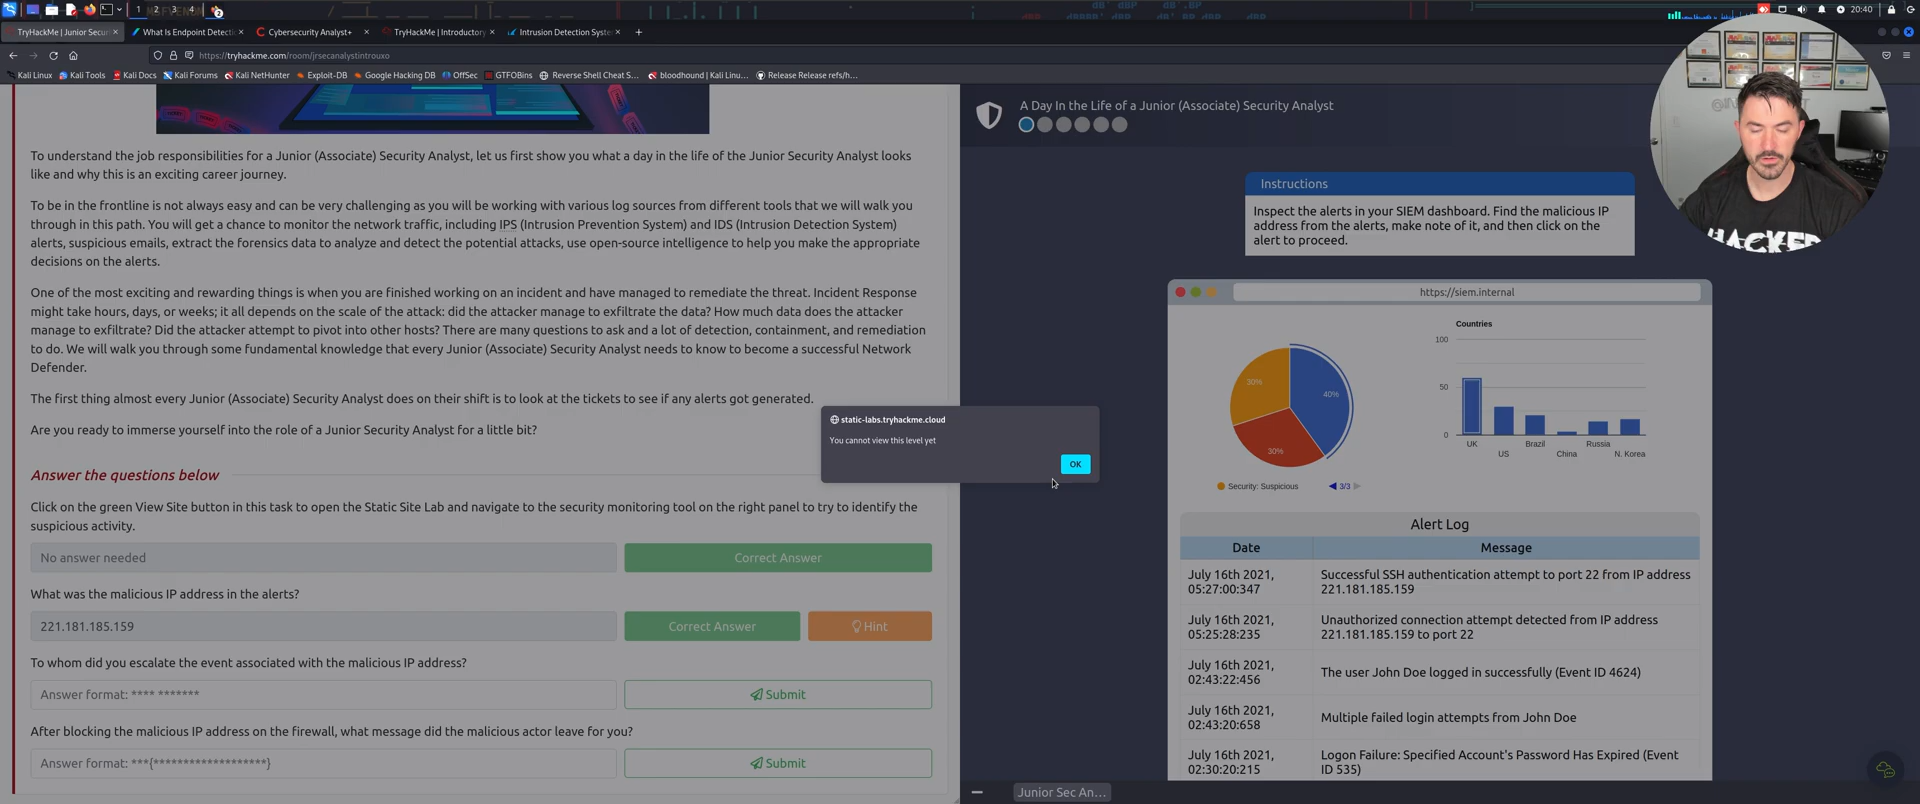 20:40
1 2 3 4
TryHackMe | Junior Secur
What Is Endpoint Detectio
Cybersecurity Analyst+
TryHackMe | Introductory
Intrusion Detection System
https://tryhackme.com/room/jrsecanalystintrouxo
Kali Linux Kali Tools Kali Docs Kali Forums Kali NetHunter Exploit-DB Google Hacking DB OffSec GTFOBins Reverse Shell Cheat S... bloodhound | Kali Linu... Release Release refs/h...
To understand the job responsibilities for a Junior (Associate) Security Analyst, let us first show you what a day in the life of the Junior Security Analyst looks
like and why this is an exciting career journey.
To be in the frontline is not always easy and can be very challenging as you will be working with various log sources from different tools that we will walk you
through in this path. You will get a chance to monitor the network traffic, including IPS (Intrusion Prevention System) and IDS (Intrusion Detection System)
alerts, suspicious emails, extract the forensics data to analyze and detect the potential attacks, use open-source intelligence to help you make the appropriate
decisions on the alerts.
One of the most exciting and rewarding things is when you are finished working on an incident and have managed to remediate the threat. Incident Response
might take hours, days, or weeks; it all depends on the scale of the attack: did the attacker manage to exfiltrate the data? How much data does the attacker
manage to exfiltrate? Did the attacker attempt to pivot into other hosts? There are many questions to ask and a lot of detection, containment, and remediation
to do. We will walk you through some fundamental knowledge that every Junior (Associate) Security Analyst needs to know to become a successful Network
Defender.
The first thing almost every Junior (Associate) Security Analyst does on their shift is to look at the tickets to see if any alerts got generated.
Are you ready to immerse yourself into the role of a Junior Security Analyst for a little bit?
Answer the questions below
Click on the green View Site button in this task to open the Static Site Lab and navigate to the security monitoring tool on the right panel to try to identify the
suspicious activity.
No answer needed
Correct Answer
What was the malicious IP address in the alerts?
221.181.185.159
Correct Answer
Hint
To whom did you escalate the event associated with the malicious IP address?
Answer format: **** *******
Submit
After blocking the malicious IP address on the firewall, what message did the malicious actor leave for you?
Answer format: ***{*******************}
Submit
static-labs.tryhackme.cloud
You cannot view this level yet
OK
A Day In the Life of a Junior (Associate) Security Analyst
Instructions
Inspect the alerts in your SIEM dashboard. Find the malicious IP
address from the alerts, make note of it, and then click on the
alert to proceed.
https://siem.internal
30%
40%
30%
Security: Suspicious
3/3
Countries
100
50
0
UK US Brazil China Russia N. Korea
Alert Log
Date Message
July 16th 2021, Successful SSH authentication attempt to port 22 from IP address
05:27:00:347 221.181.185.159
July 16th 2021, Unauthorized connection attempt detected from IP address
05:25:28:235 221.181.185.159 to port 22
July 16th 2021,
02:43:22:456 The user John Doe logged in successfully (Event ID 4624)
July 16th 2021,
02:43:20:658 Multiple failed login attempts from John Doe
July 16th 2021, Logon Failure: Specified Account's Password Has Expired (Event
02:30:20:215 ID 535)
Junior Sec An...
HACKER